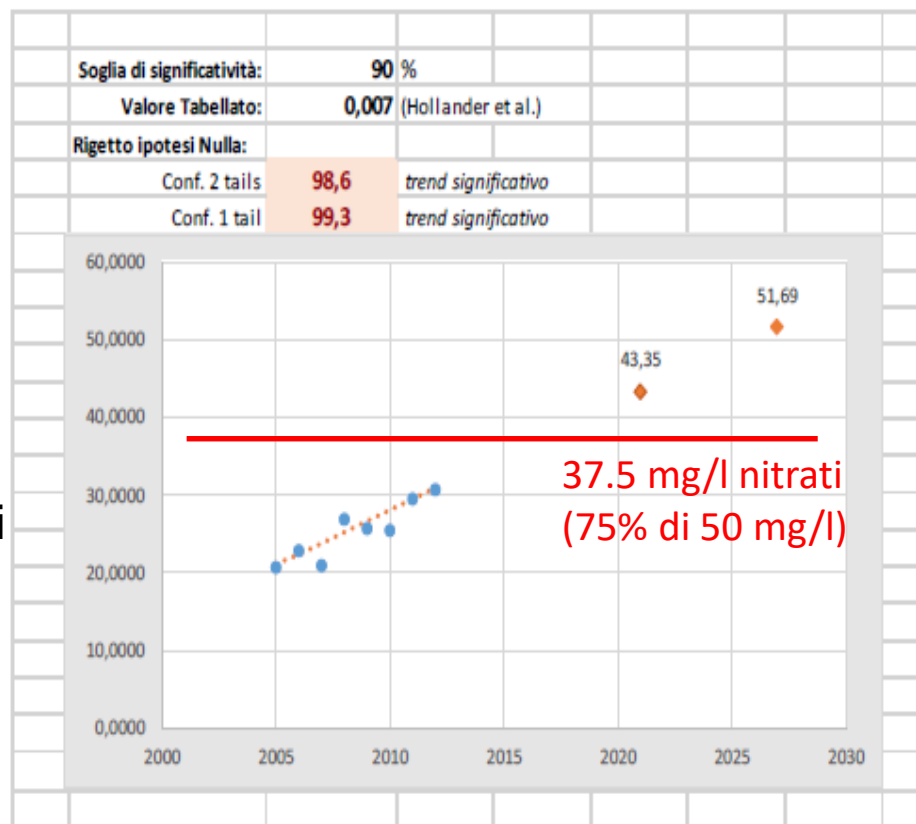 Soglia di significatività: 90 %
Valore Tabellato: 0,007 (Hollander et al.)
Rigetto ipotesi Nulla:
Conf. 2 tails 98,6 trend significativo
Conf. 1 tail 99,3 trend significativo
60,0000
51,69
50,0000
43,35
40,0000
37.5 mg/l nitrati
30,0000
i
(75% di 50 mg/l)
20,0000
10,0000
0,0000
2000 2005 2010 2015 2020 2025 2030